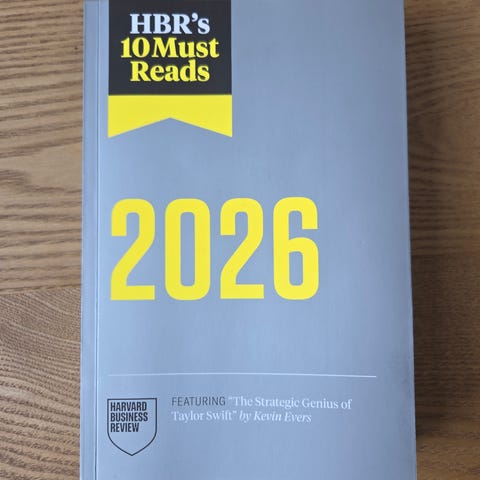 HBR's
10 Must
Reads
2026
HARVARD
BUSINESS
REVIEW
FEATURING "The Strategic Genius of
Taylor Swift" by Kevin Evers